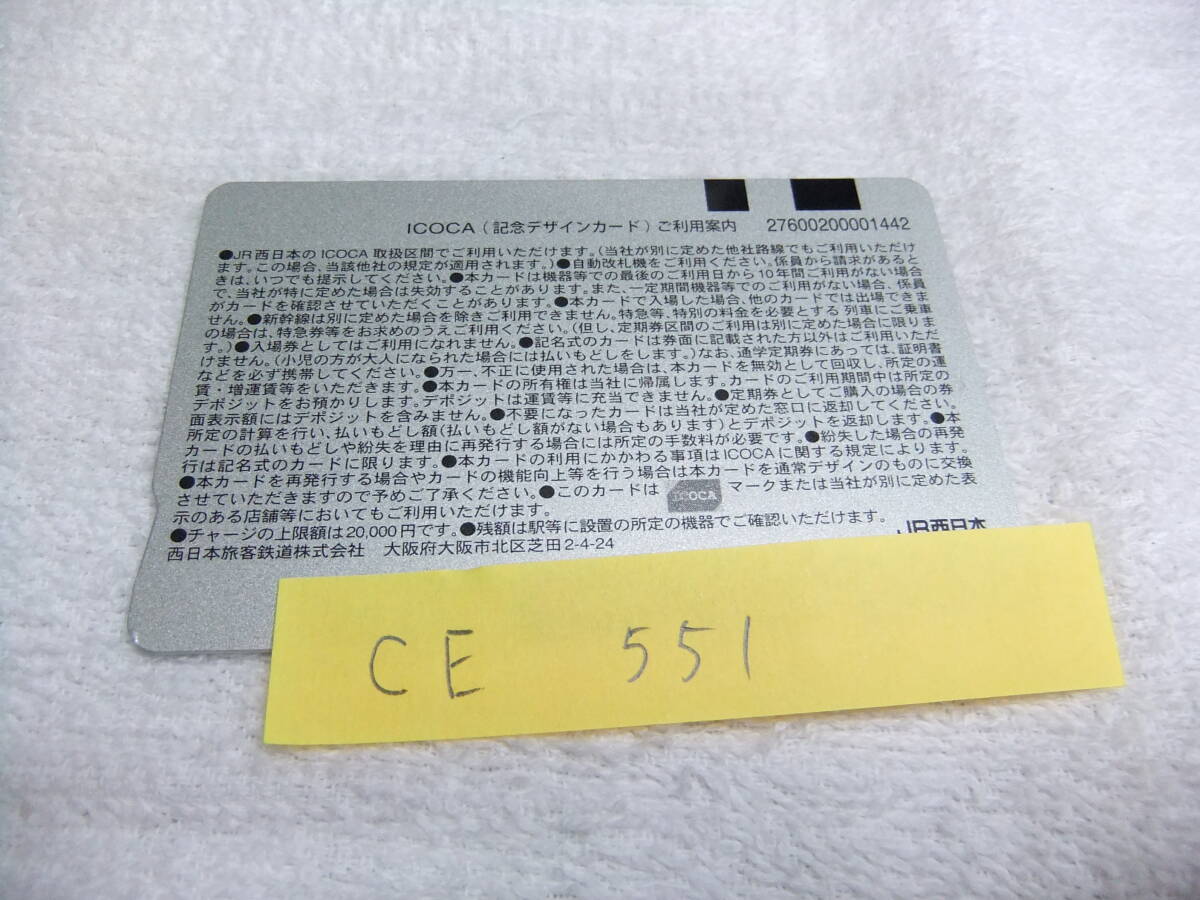 ICOCA（記念デザインカード）ご利用案内 27600200001442
●JR西日本のICOCA取扱区間でご利用いただけます。（当社が別に定めた他社路線でもご利用いただけ
ます。この場合、当該他社の規定が適用されます。）●自動改札機をご利用ください。係員から請求があるとき
は、いつでも提示してください。●本カードは機器等での最後のご利用日から10年間ご利用がない場合
で、当社が特に定めた場合は失効することがあります。また、一定期間機器等でのご利用がない場合、係員
がカードを確認させていただくことがあります。●本カードで入場した場合、他のカードでは出場できま
せん。●新幹線は別に定めた場合を除きご利用できません。特急等、特別の料金を必要とする列車にご乗車
の場合は、特急券等をお求めのうえご利用ください。（但し、定期券区間のご利用は別に定めた場合に限りま
す。）●入場券としてはご利用になれません。●記名式のカードは券面に記載された方以外はご利用いただ
けません。（小児の方が大人になられた場合には払いもどしをします。）なお、通学定期券にあっては、証明書
などを必ず携帯してください。●万一、不正に使用された場合は、本カードを無効として回収し、所定の運
賃・増運賃等をいただきます。●本カードの所有権は当社に帰属します。カードのご利用期間中は所定の
デポジットをお預かりします。デポジットは運賃等に充当できません。●定期券としてご購入の場合の券
面表示額にはデポジットを含みません。●不要になったカードは当社が定めた窓口に返却してください。
所定の計算を行い、払いもどし額（払いもどし額がない場合もあります）とデポジットを返却します。●本
カードの払いもどしや紛失を理由に再発行する場合には所定の手数料が必要です。●紛失した場合の再発
行は記名式のカードに限ります。●本カードの利用にかかわる事項はICOCAに関する規定によります。
●本カードを再発行する場合やカードの機能向上等を行う場合は本カードを通常デザインのものに交換
させていただきますので予めご了承ください。●このカードは ICOCA マークまたは当社が別に定めた表
示のある店舗等においてもご利用いただけます。
●チャージの上限額は20,000円です。●残額は駅等に設置の所定の機器でご確認いただけます。
西日本旅客鉄道株式会社 大阪府大阪市北区芝田2-4-24
JR西日本
CE 551